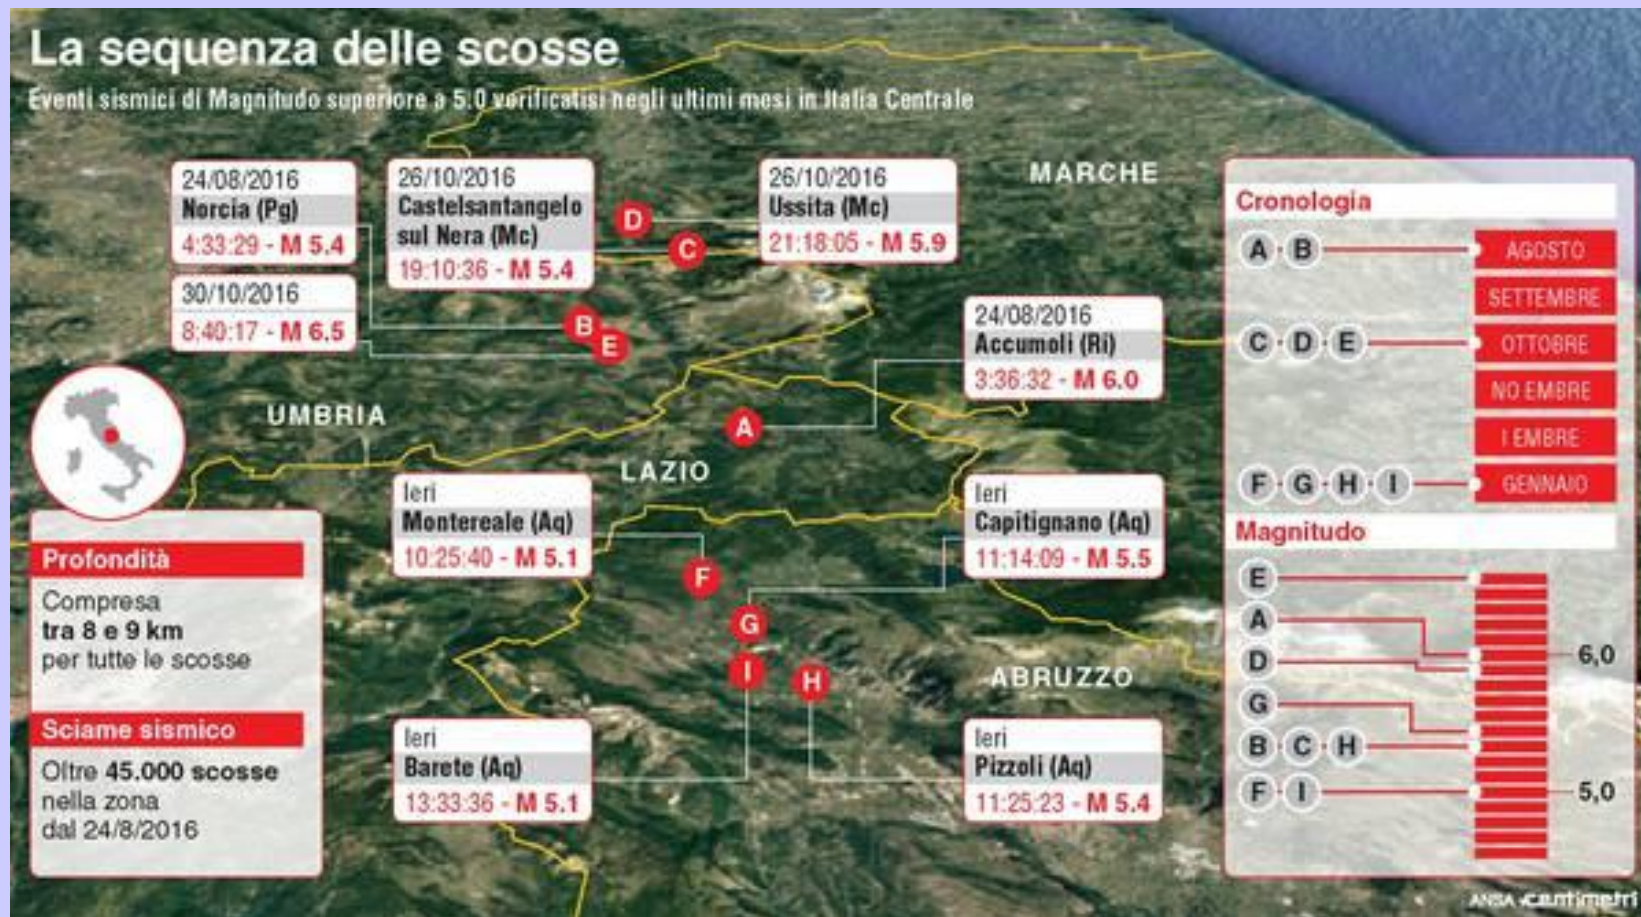 La sequenza delle scosse
Eventi sismici di Magnitudo superiore a 5.0 verificatisi negli ultimi mesi in Italia Centrale
24/08/2016
Norcia (Pg)
4:33:29 - M 5.4
30/10/2016
8:40:17 - M 6.5
26/10/2016
Castelsantangelo
sul Nera (Mc)
19:10:36 - M 5.4
26/10/2016
Ussita (Mc)
21:18:05 - M 5.9
D
C
B
E
MARCHE
24/08/2016
Accumoli (Ri)
3:36:32 - M 6.0
UMBRIA
A
LAZIO
Ieri
Montereale (Aq)
10:25:40 - M 5.1
Ieri
Capitignano (Aq)
11:14:09 - M 5.5
F
G
I
H
ABRUZZO
Ieri
Barete (Aq)
13:33:36 - M 5.1
Ieri
Pizzoli (Aq)
11:25:23 - M 5.4
Profondità
Compresa
tra 8 e 9 km
per tutte le scosse
Sciame sismico
Oltre 45.000 scosse
nella zona
dal 24/8/2016
Cronologia
A · B
AGOSTO
SETTEMBRE
C · D · E
OTTOBRE
NO EMBRE
I EMBRE
F · G · H · I
GENNAIO
Magnitudo
E
A
D
G
B · C · H
F · I
6,0
5,0
ANSA centimetri